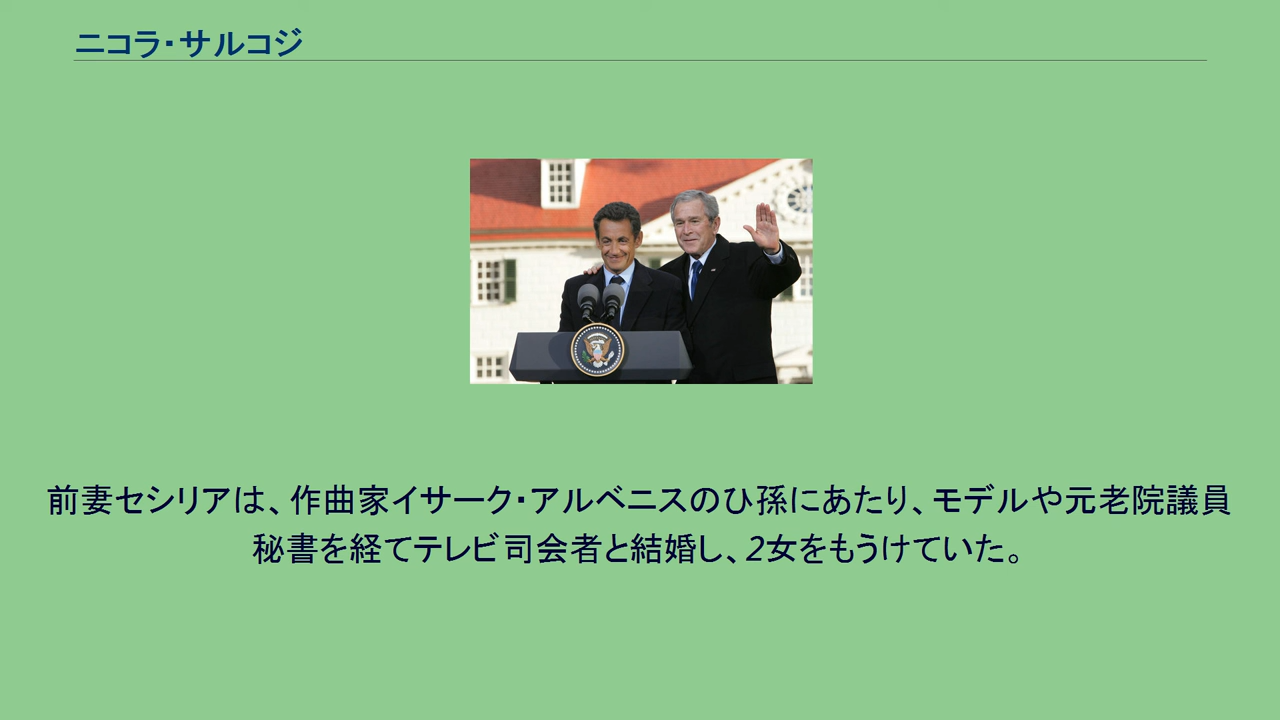 ニコラ・サルコジ
前妻セシリアは、作曲家イサーク・アルベニスのひ孫にあたり、モデルや元老院議員
秘書を経てテレビ司会者と結婚し、2女をもうけていた。